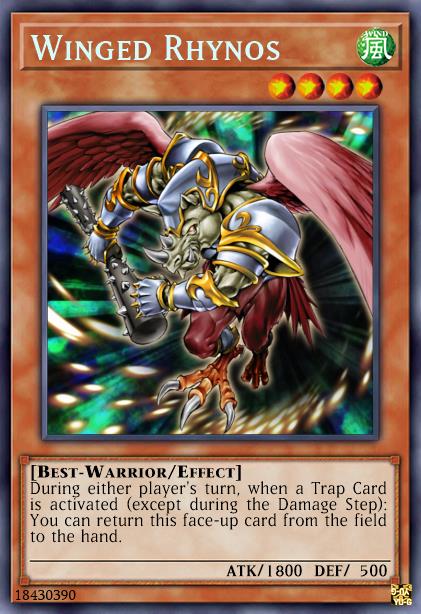 WINGED RHYNOS
WIND
風
[BEST-WARRIOR/EFFECT]
During either player's turn, when a Trap Card
is activated (except during the Damage Step):
You can return this face-up card from the field
to the hand.
ATK/1800 DEF/ 500
18430390